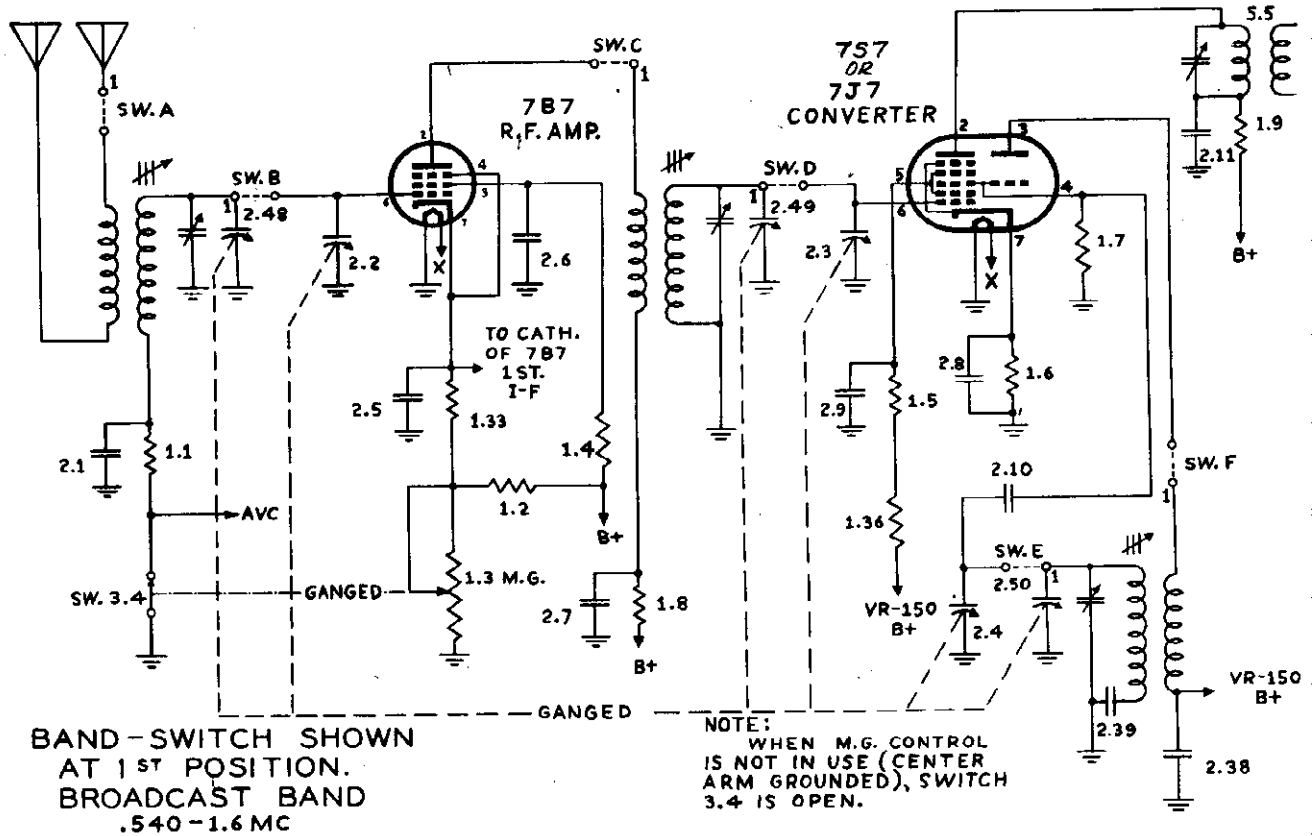 SW.C
1
7S7
OR
7J7
CONVERTER
S.5
1
SW.A
7B7
R.F. AMP.
2
3
1.9
2.11
4
3
6
7
SW.B
1
2.48
2.2
X
2.6
SW.D
1
2.49
2.3
5
6
4
7
X
1.7
B+
TO CATH.
OF 7B7
1ST.
I-F
2.5
1.33
2.8
1.6
2.9
1.5
2.1
1.1
1.4
2.10
SW.F
1
AVC
1.2
B+
1.36
SW.E
1
2.50
SW. 3.4
GANGED
1.3 M.G.
2.7
1.8
B+
VR-150
B+
2.4
VR-150
B+
2.39
2.38
GANGED
BAND-SWITCH SHOWN
AT 1ST POSITION.
BROADCAST BAND
.540-1.6 MC
NOTE:
WHEN M.G. CONTROL
IS NOT IN USE (CENTER
ARM GROUNDED), SWITCH
3.4 IS OPEN.